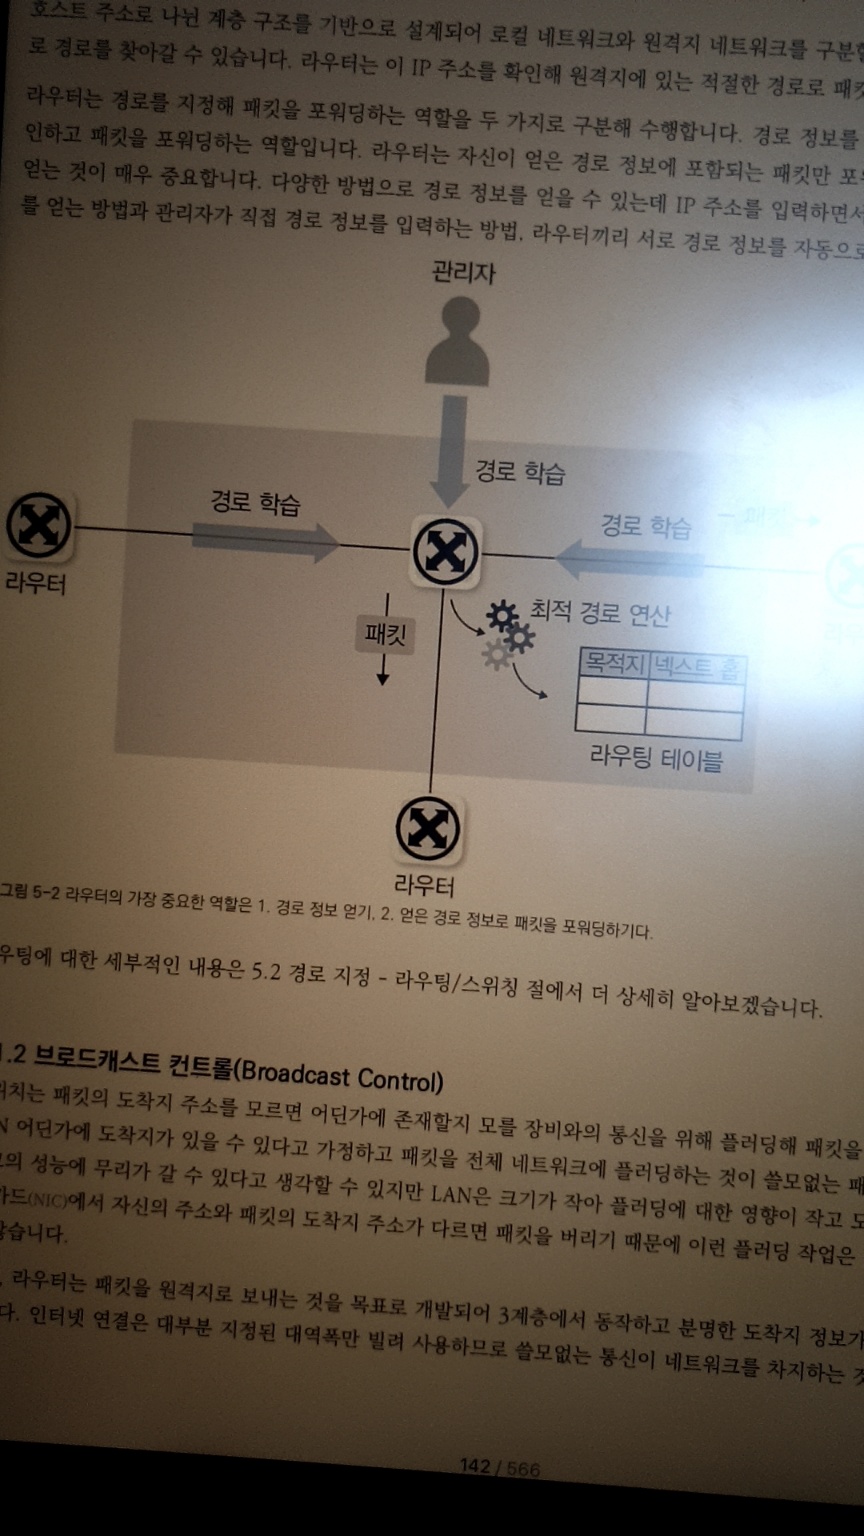 호스트 주소로 나뉜 계층 구조를 기반으로 설계되어 로컬 네트워크와 원격지 네트워크를
로 경로를 찾아갈 수 있습니다. 라우터는 이 IP 주소를 확인해 원격지에 있는 적절한 경로로
라우터는 경로를 지정해 패킷을 포워딩하는 역할을 두 가지로 구분해 수행합니다. 경로 정보를
인하고 패킷을 포워딩하는 역할입니다. 라우터는 자신이 얻은 경로 정보에 포함되는 패킷만
얻는 것이 매우 중요합니다. 다양한 방법으로 경로 정보를 얻을 수 있는데 IP 주소를 입력하면서
를 얻는 방법과 관리자가 직접 경로 정보를 입력하는 방법, 라우터끼리 서로 경로 정보를 자동으로
관리자
경로 학습
경로 학습
경로 학습
라우터
패킷
최적 경로 연산
목적지 넥스트 홉
라우팅 테이블
라우터
그림 5-2 라우터의 가장 중요한 역할은 1. 경로 정보 얻기, 2. 얻은 경로 정보로 패킷을 포워딩하기다.
우팅에 대한 세부적인 내용은 5.2 경로 지정 - 라우팅/스위칭 절에서 더 상세히 알아보겠습니다.
.2 브로드캐스트 컨트롤(Broadcast Control)
위치는 패킷의 도착지 주소를 모르면 어딘가에 존재할지 모를 장비와의 통신을 위해 플러딩해 패킷을
N 어딘가에 도착지가 있을 수 있다고 가정하고 패킷을 전체 네트워크에 플러딩하는 것이 쓸모없는
의 성능에 무리가 갈 수 있다고 생각할 수 있지만 LAN은 크기가 작아 플러딩에 대한 영향이 작고
카드(NIC)에서 자신의 주소와 패킷의 도착지 주소가 다르면 패킷을 버리기 때문에 이런 플러딩 작업은
않습니다.
, 라우터는 패킷을 원격지로 보내는 것을 목표로 개발되어 3계층에서 동작하고 분명한 도착지 정보가
다. 인터넷 연결은 대부분 지정된 대역폭만 빌려 사용하므로 쓸모없는 통신이 네트워크를 차지하는
142 / 566